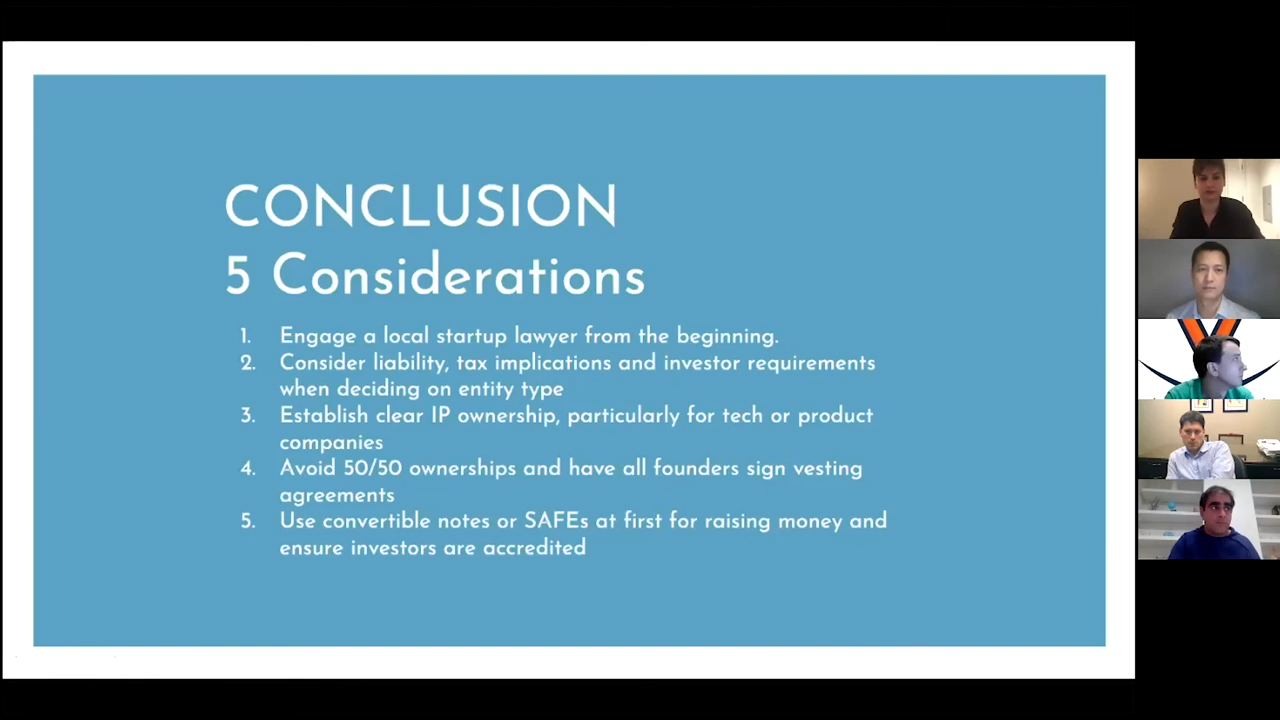 CONCLUSION
5 Considerations
1. Engage a local startup lawyer from the beginning.
2. Consider liability, tax implications and investor requirements
when deciding on entity type
3. Establish clear IP ownership, particularly for tech or product
companies
4. Avoid 50/50 ownerships and have all founders sign vesting
agreements
5. Use convertible notes or SAFEs at first for raising money and
ensure investors are accredited